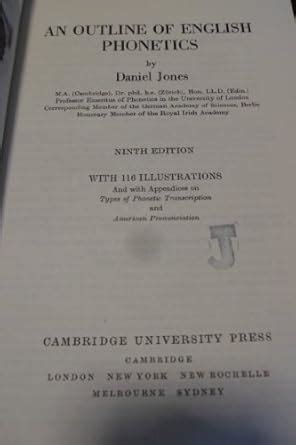 AN OUTLINE OF ENGLISH
PHONETICS
by
Daniel Jones
M.A. (Cambridge), Dr. phil. h.c. (Zürich), Hon. LL.D. (Edin.)
Professor Emeritus of Phonetics in the University of London
Corresponding Member of the German Academy of Sciences, Berlin
Honorary Member of the Royal Irish Academy
NINTH EDITION
WITH 116 ILLUSTRATIONS
And with Appendices on
Types of Phonetic Transcription
and
American Pronunciation
J
CAMBRIDGE UNIVERSITY PRESS
CAMBRIDGE
LONDON NEW YORK NEW ROCHELLE
MELBOURNE SYDNEY